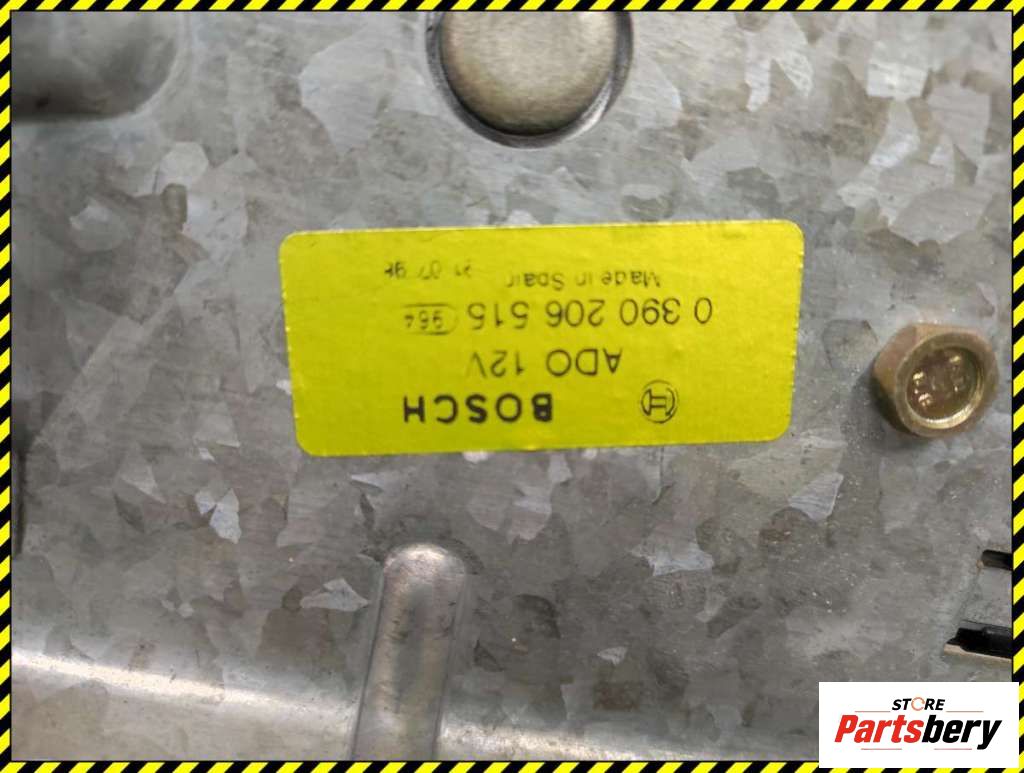 BOSCH
ADO 12V
0 390 206 515 964
Made in Spain
STORE
Partsbery